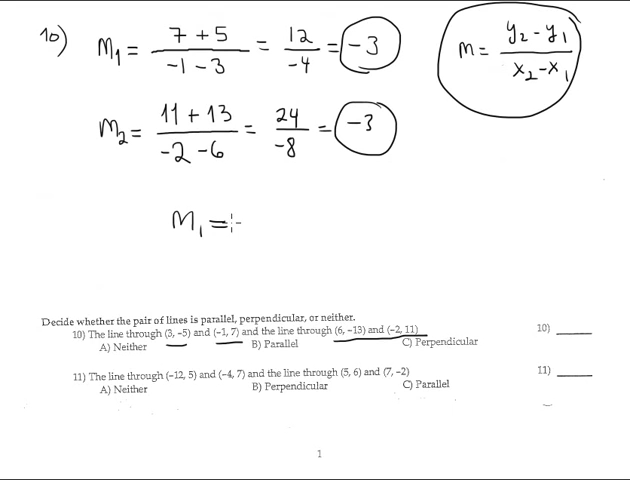 10) M₁ = (7 + 5)/(-1 - 3) = 12/-4 = -3
m = (y₂ - y₁)/(x₂ - x₁)
M₂ = (11 + 13)/(-2 - 6) = 24/-8 = -3
M₁ =
Decide whether the pair of lines is parallel, perpendicular, or neither.
10) The line through (3, -5) and (-1, 7) and the line through (6, -13) and (-2, 11) 10) ____
A) Neither B) Parallel C) Perpendicular
11) The line through (-12, 5) and (-4, 7) and the line through (5, 6) and (7, -2) 11) ____
A) Neither B) Perpendicular C) Parallel
1